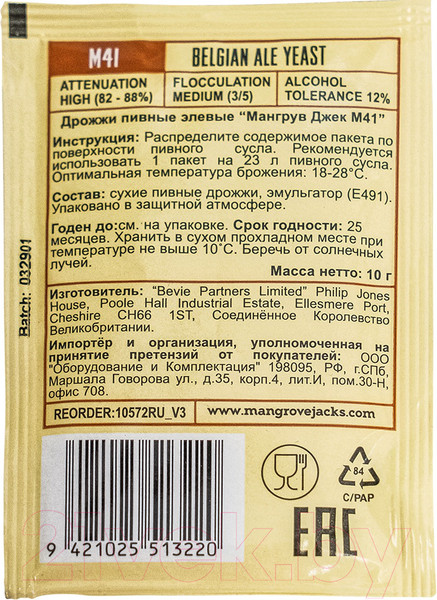 M41
BELGIAN ALE YEAST
ATTENUATION
HIGH (82 - 88%)
FLOCCULATION
MEDIUM (3/5)
ALCOHOL
TOLERANCE 12%
Дрожжи пивные элевые “Мангрув Джек М41”
Инструкция: Распределите содержимое пакета по
поверхности пивного сусла. Рекомендуется
использовать 1 пакет на 23 л пивного сусла.
Оптимальная температура брожения: 18-28°С.
Состав: сухие пивные дрожжи, эмульгатор (Е491).
Упаковано в защитной атмосфере.
Годен до:см. на упаковке. Срок годности: 25
месяцев. Хранить в сухом прохладном месте при
температуре не выше 10°С. Беречь от солнечных
лучей.
Масса нетто: 10 г
Изготовитель: “Bevie Partners Limited” Philip Jones
House, Poole Hall Industrial Estate, Ellesmere Port,
Cheshire CH66 1ST, Соединённое Королевство
Великобритании.
Импортёр и организация, уполномоченная на
принятие претензий от покупателей: ООО
“Оборудование и Комплектация” 198095, РФ, г.СПб,
Маршала Говорова ул., д.35, корп.4, лит.И, пом.30-Н,
офис 708.
REORDER:10572RU_V3
www.mangrovejacks.com
Batch: 032901
9 421025 513220
84
C/PAP
EAC
21vek.by